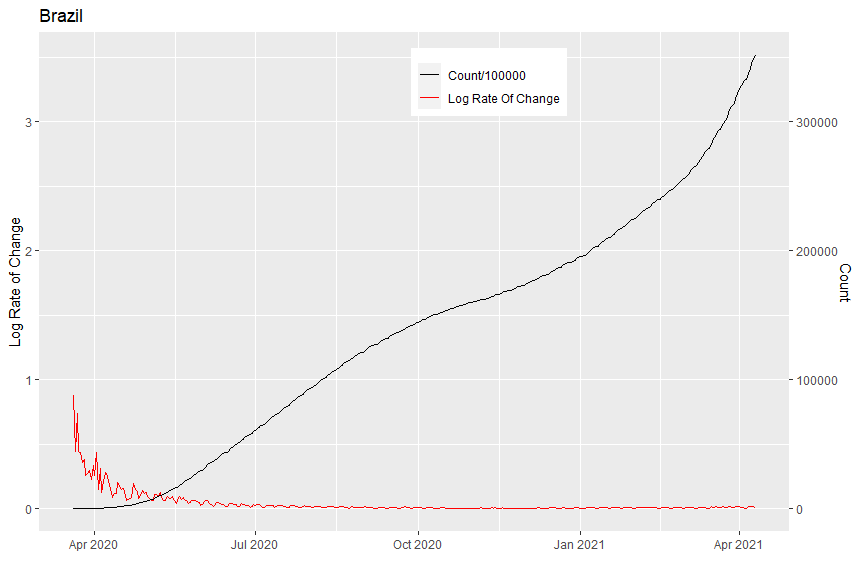 Brazil
Count/100000
Log Rate Of Change
3
2
1
0
300000
200000
100000
0
Log Rate of Change
Count
Apr 2020
Jul 2020
Oct 2020
Jan 2021
Apr 2021